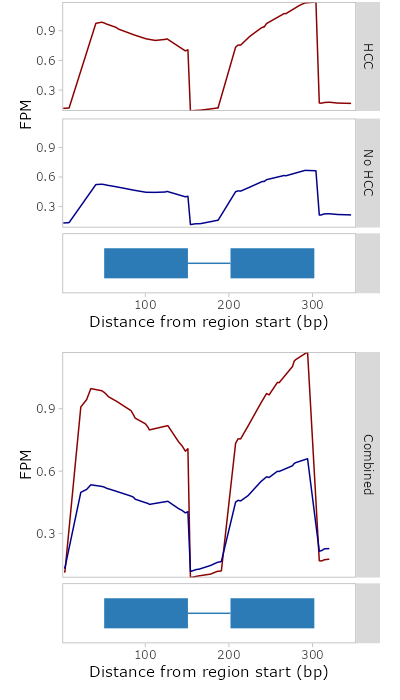 0.9
0.6
0.3
HCC
FPM
0.9
0.6
0.3
No HCC
100 200 300
Distance from region start (bp)
0.9
0.6
0.3
FPM
Combined
100 200 300
Distance from region start (bp)